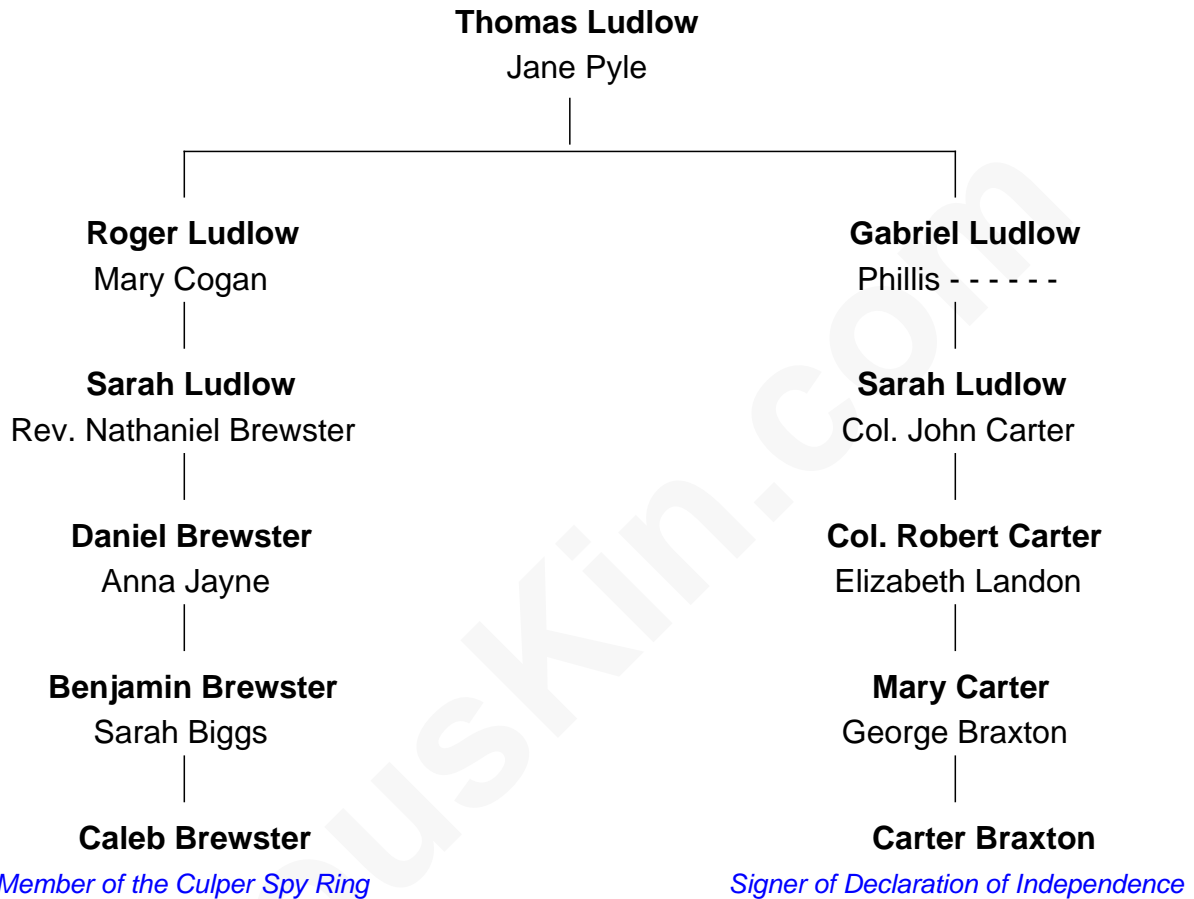 Thomas Ludlow
Jane Pyle
Roger Ludlow
Mary Cogan
Gabriel Ludlow
Phillis - - - - - -
Sarah Ludlow
Rev. Nathaniel Brewster
Sarah Ludlow
Col. John Carter
Daniel Brewster
Anna Jayne
Col. Robert Carter
Elizabeth Landon
Benjamin Brewster
Sarah Biggs
Mary Carter
George Braxton
Caleb Brewster
Member of the Culper Spy Ring
Carter Braxton
Signer of Declaration of Independence
ousKin.com